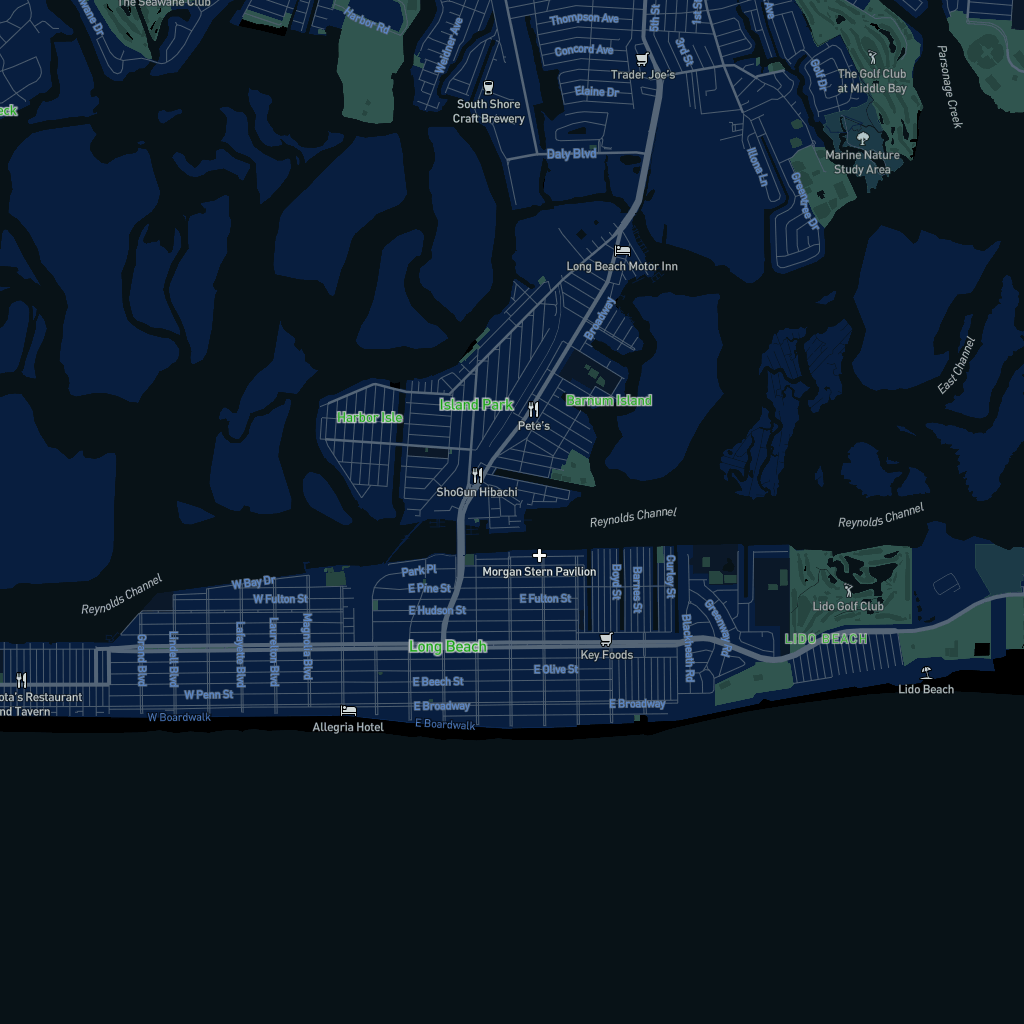 The Seawane Club
Harbor Rd
Weidner Ave
Thompson Ave
5th St
1st St
Concord Ave
3rd St
Trader Joe's
Elaine Dr
Golf Dr
The Golf Club
at Middle Bay
Parsonage Creek
South Shore
Craft Brewery
Daly Blvd
Illona Ln
Marine Nature
Study Area
Greentree Dr
Long Beach Motor Inn
Broadway
East Channel
Island Park
Harbor Isle
Barnum Island
Pete's
ShoGun Hibachi
Reynolds Channel
Reynolds Channel
Morgan Stern Pavilion
Reynolds Channel
Park Pl
W Bay Dr
E Pine St
W Fulton St
E Fulton St
E Hudson St
Boyd St
Barnes St
Curley St
Lido Golf Club
Greenway Rd
Blackheath Rd
LIDO BEACH
Grand Blvd
Lindell Blvd
Lafayette Blvd
Laurelton Blvd
Magnolia Blvd
Long Beach
Key Foods
E Olive St
E Beech St
W Penn St
E Broadway
E Broadway
Lido Beach
W Boardwalk
E Boardwalk
Allegria Hotel
Restaurant
Tavern